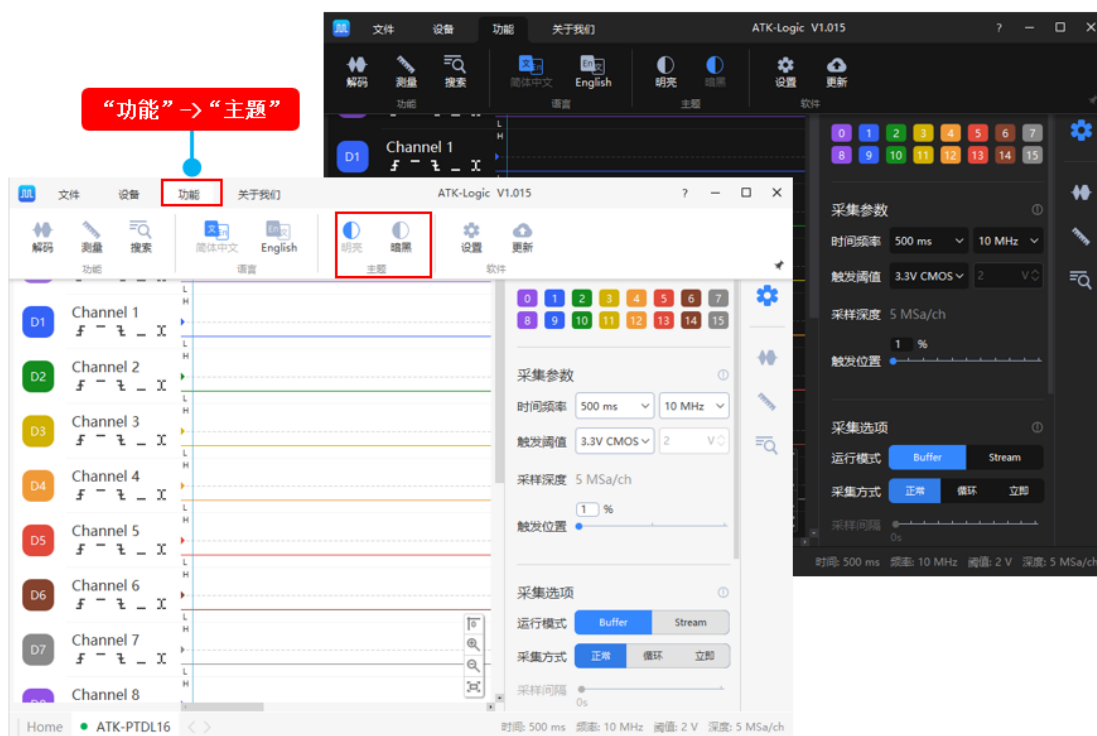 文件 设备 功能 关于我们 ATK-Logic V1.015 ?
解码 测量 搜索 简体中文 English 明亮 暗黑 设置 更新
功能 语言 主题 软件
“功能”->“主题”
L
H
D1 Channel 1
0 1 2 3 4 5 6 7
8 9 10 11 12 13 14 15
采集参数
时间频率 500 ms 10 MHz
触发阈值 3.3V CMOS 2 V
采样深度 5 MSa/ch
1 %
触发位置
采集选项
运行模式 Buffer Stream
采集方式 正常 循环 立即
采样间隔
0s
时间: 500 ms 频率: 10 MHz 阈值: 2 V 深度: 5 MSa/ch
文件 设备 功能 关于我们 ATK-Logic V1.015 ?
解码 测量 搜索 简体中文 English 明亮 暗黑 设置 更新
功能 语言 主题 软件
L
H
D1 Channel 1
L
H
D2 Channel 2
L
H
D3 Channel 3
L
H
D4 Channel 4
L
H
D5 Channel 5
L
H
D6 Channel 6
L
H
D7 Channel 7
L
H
Channel 8
0 1 2 3 4 5 6 7
8 9 10 11 12 13 14 15
采集参数
时间频率 500 ms 10 MHz
触发阈值 3.3V CMOS 2 V
采样深度 5 MSa/ch
1 %
触发位置
采集选项
运行模式 Buffer Stream
采集方式 正常 循环 立即
采样间隔
0s
Home ATK-PTDL16
时间: 500 ms 频率: 10 MHz 阈值: 2 V 深度: 5 MSa/ch